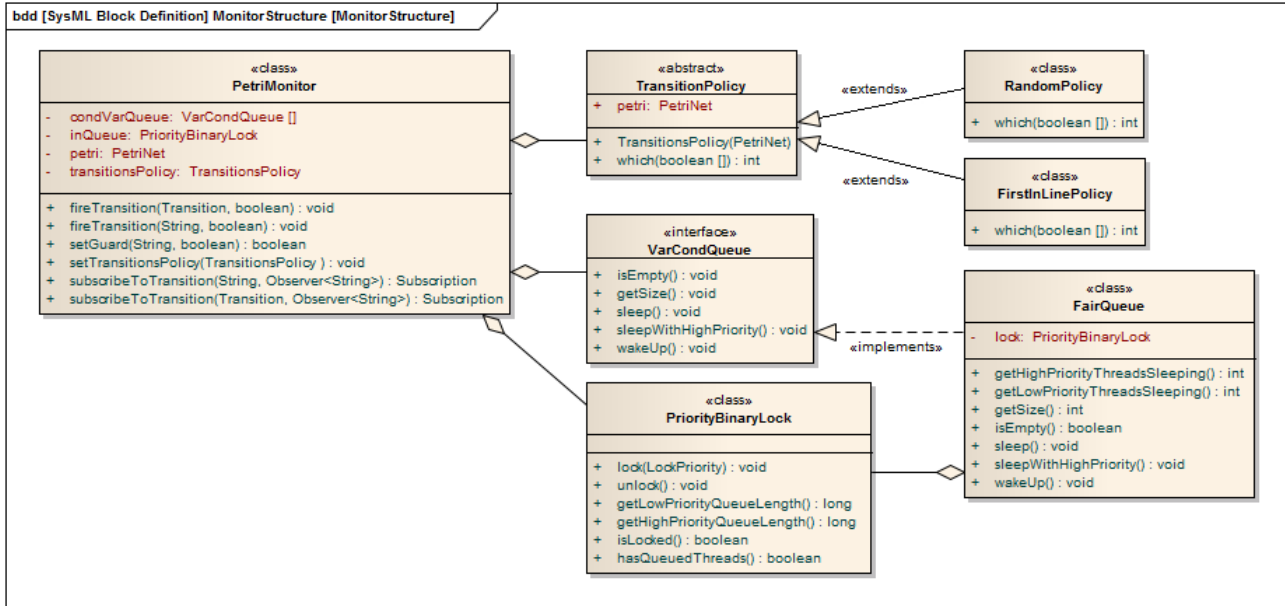 bdd [SysML Block Definition] MonitorStructure [MonitorStructure]
«class»
PetriMonitor
- condVarQueue: VarCondQueue []
- inQueue: PriorityBinaryLock
- petri: PetriNet
- transitionsPolicy: TransitionsPolicy
+ fireTransition(Transition, boolean) : void
+ fireTransition(String, boolean) : void
+ setGuard(String, boolean) : boolean
+ setTransitionsPolicy(TransitionsPolicy ) : void
+ subscribeToTransition(String, Observer<String>) : Subscription
+ subscribeToTransition(Transition, Observer<String>) : Subscription
«abstract»
TransitionPolicy
+ petri: PetriNet
+ TransitionsPolicy(PetriNet)
+ which(boolean []) : int
«extends»
«class»
RandomPolicy
+ which(boolean []) : int
«extends»
«class»
FirstInLinePolicy
+ which(boolean []) : int
«interface»
VarCondQueue
+ isEmpty() : void
+ getSize() : void
+ sleep() : void
+ sleepWithHighPriority() : void
+ wakeUp() : void
«implements»
«class»
FairQueue
- lock: PriorityBinaryLock
+ getHighPriorityThreadsSleeping() : int
+ getLowPriorityThreadsSleeping() : int
+ getSize() : int
+ isEmpty() : boolean
+ sleep() : void
+ sleepWithHighPriority() : void
+ wakeUp() : void
«class»
PriorityBinaryLock
+ lock(LockPriority) : void
+ unlock() : void
+ getLowPriorityQueueLength() : long
+ getHighPriorityQueueLength() : long
+ isLocked() : boolean
+ hasQueuedThreads() : boolean